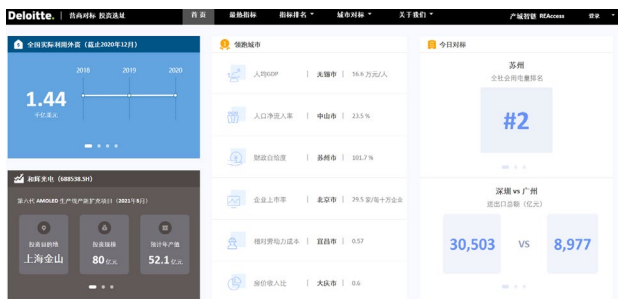 Deloitte. | 营商对标 投资选址
首页 最热指标 指标排名 城市对标 关于我们 产城智链 REAccess 登录
全国实际利用外资（截止2020年12月）
2018 2019 2020
1.44
千亿美元
和辉光电（688538.SH）
第六代 AMOLED 生产线产能扩充项目（2021年8月）
投资目的地 投资规模 预计年产值
上海金山 80 亿元 52.1 亿元
领跑城市
人均GDP | 无锡市 | 16.6 万元/人
人口净流入率 | 中山市 | 23.5 %
财政自给度 | 苏州市 | 101.7 %
企业上市率 | 北京市 | 29.5 家/每十万企业
相对劳动力成本 | 宜昌市 | 0.57
房价收入比 | 大庆市 | 0.6
今日对标
苏州
全社会用电量排名
#2
深圳 vs 广州
进出口总额（亿元）
30,503 VS 8,977